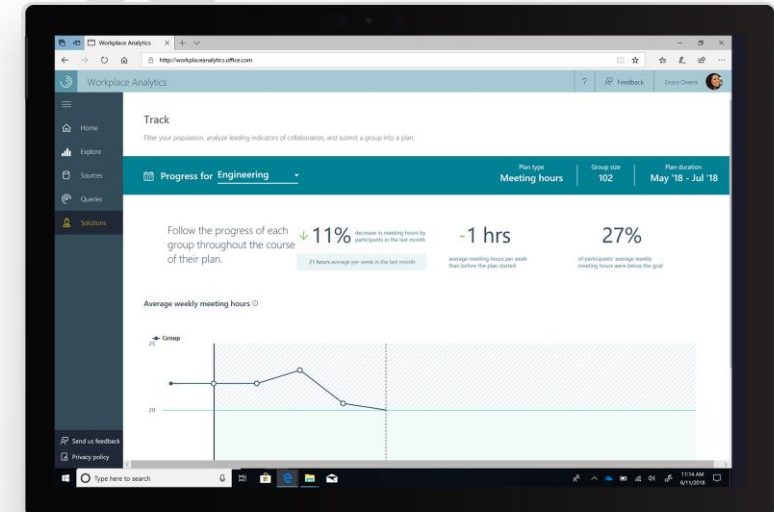 Workplace Analytics
http://workplaceanalytics.office.com
Workplace Analytics
? Feedback Grace Owens
Home
Explore
Sources
Queries
Solutions
Send us feedback
Privacy policy
Track
Filter your population, analyze leading indicators of collaboration, and submit a group into a plan.
Progress for Engineering
Plan type
Meeting hours
Group size
102
Plan duration
May '18 - Jul '18
Follow the progress of each
group throughout the course
of their plan.
11% decrease in meeting hours by
participants in the last month
21 hours average per week in the last month
-1 hrs
average meeting hours per week
than before the plan started
27%
of participants' average weekly
meeting hours were below the goal
Average weekly meeting hours
Group
25
20
Type here to search
11:14 AM
6/11/2018